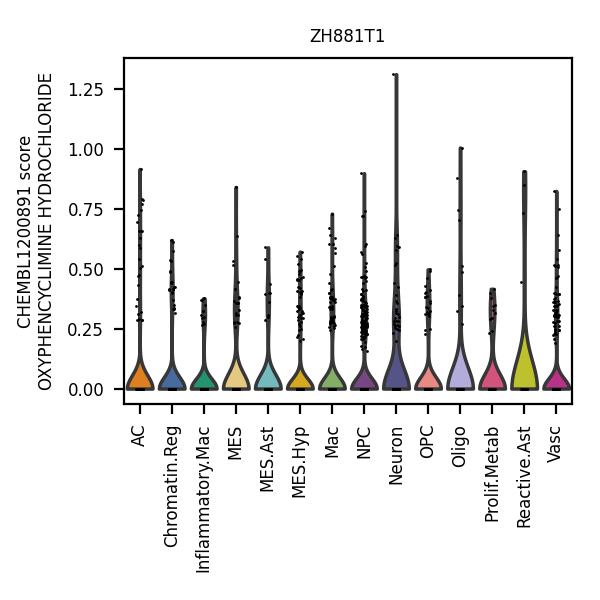 ZH881T1
CHEMBL1200891 score
OXYPHENCYCLIMINE HYDROCHLORIDE
1.25
1.00
0.75
0.50
0.25
0.00
AC
Chromatin.Reg
Inflammatory.Mac
MES
MES.Ast
MES.Hyp
Mac
NPC
Neuron
OPC
Oligo
Prolif.Metab
Reactive.Ast
Vasc